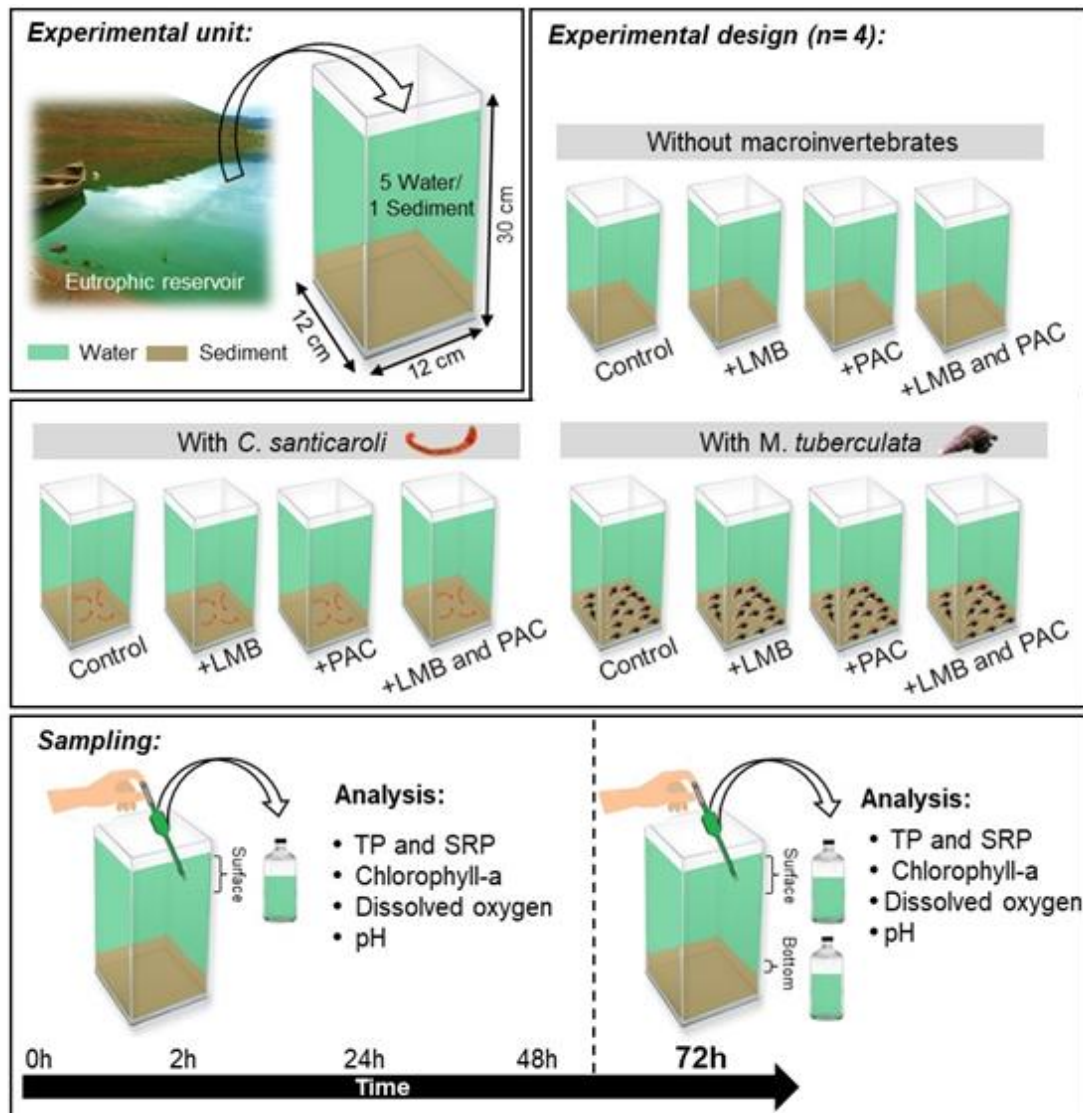 Experimental unit:
5 Water/
1 Sediment
30 cm
12 cm
12 cm
Eutrophic reservoir
Water
Sediment
Experimental design (n= 4):
Without macroinvertebrates
Control
+LMB
+PAC
+LMB and PAC
With C. santicaroli
Control
+LMB
+PAC
+LMB and PAC
With M. tuberculata
Control
+LMB
+PAC
+LMB and PAC
Sampling:
Surface
Analysis:
• TP and SRP
• Chlorophyll-a
• Dissolved oxygen
• pH
Surface
Bottom
Analysis:
• TP and SRP
• Chlorophyll-a
• Dissolved oxygen
• pH
0h
2h
24h
48h
72h
Time